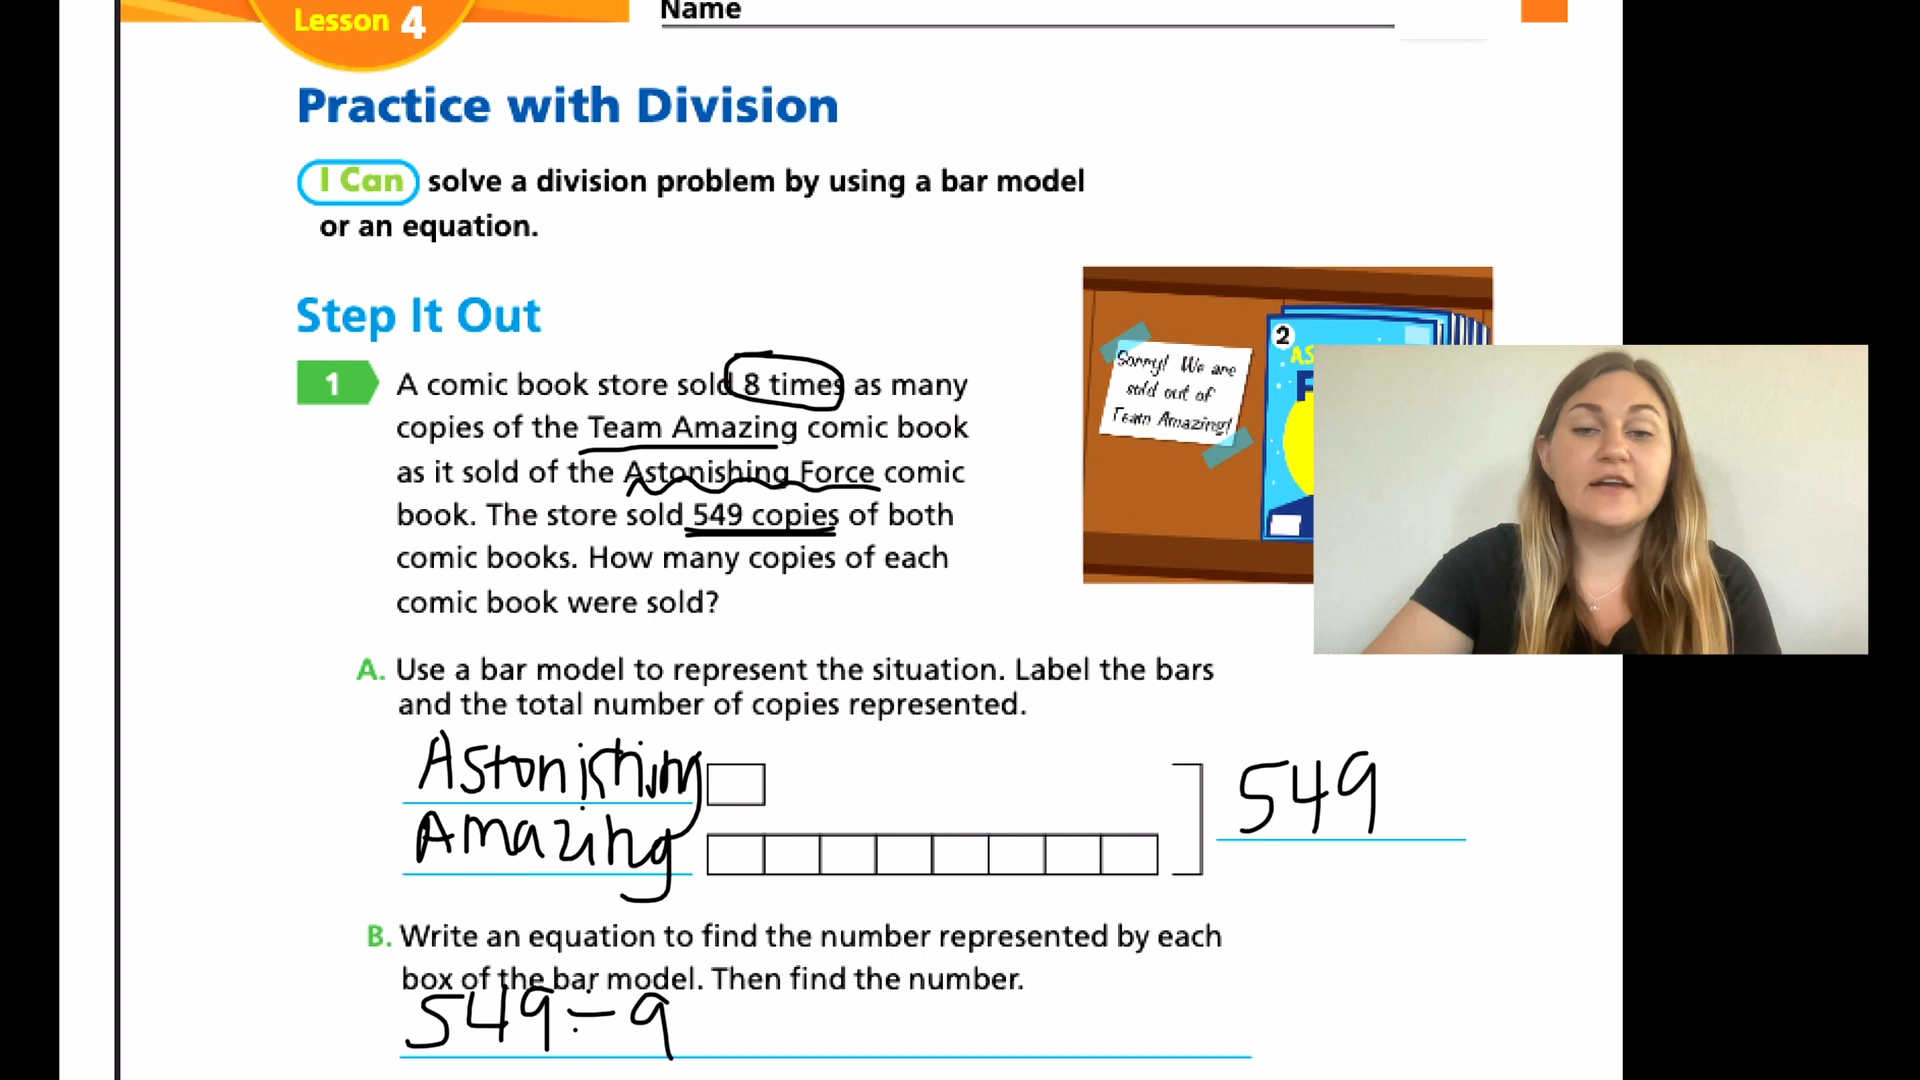 Lesson 4
Name
Practice with Division
I Can solve a division problem by using a bar model
or an equation.
Step It Out
1 A comic book store sold 8 times as many
copies of the Team Amazing comic book
as it sold of the Astonishing Force comic
book. The store sold 549 copies of both
comic books. How many copies of each
comic book were sold?
Sorry! We are
sold out of
Team Amazing!
2
AS
F
A. Use a bar model to represent the situation. Label the bars
and the total number of copies represented.
Astonishing
549
Amazing
B. Write an equation to find the number represented by each
box of the bar model. Then find the number.
549 ÷ 9